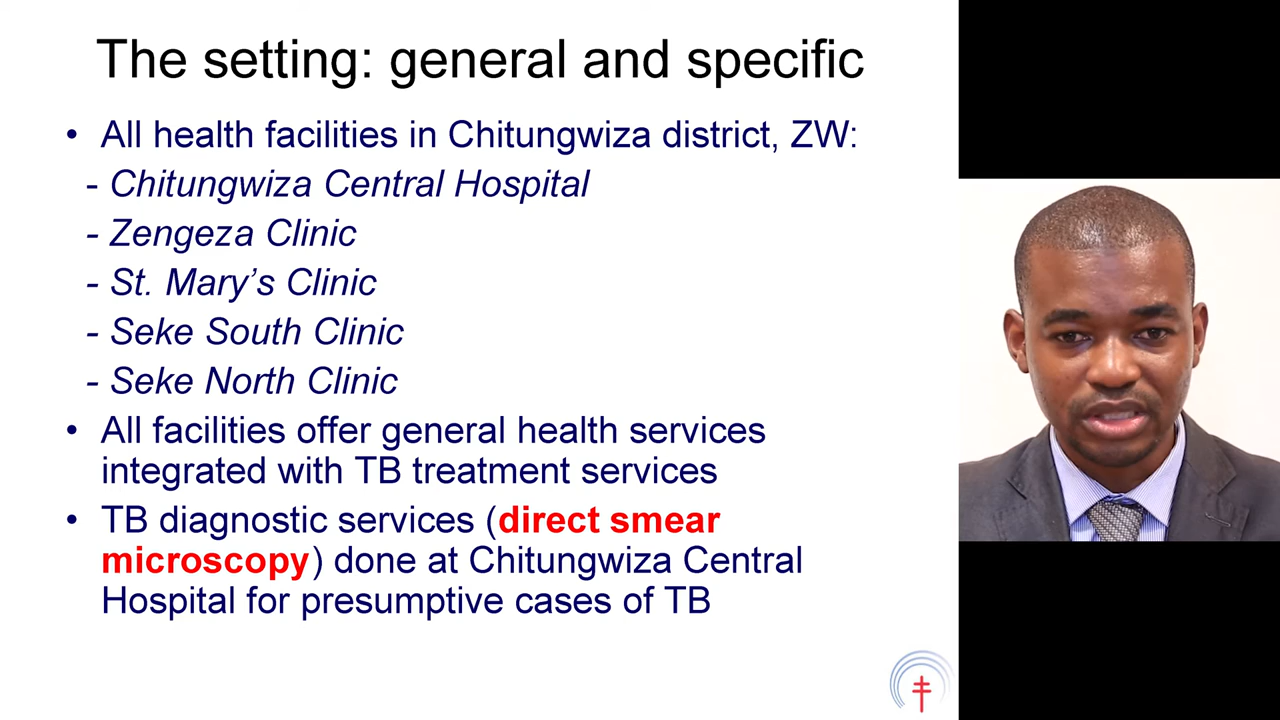 The setting: general and specific
• All health facilities in Chitungwiza district, ZW:
- Chitungwiza Central Hospital
- Zengeza Clinic
- St. Mary’s Clinic
- Seke South Clinic
- Seke North Clinic
• All facilities offer general health services
integrated with TB treatment services
• TB diagnostic services (direct smear
microscopy) done at Chitungwiza Central
Hospital for presumptive cases of TB